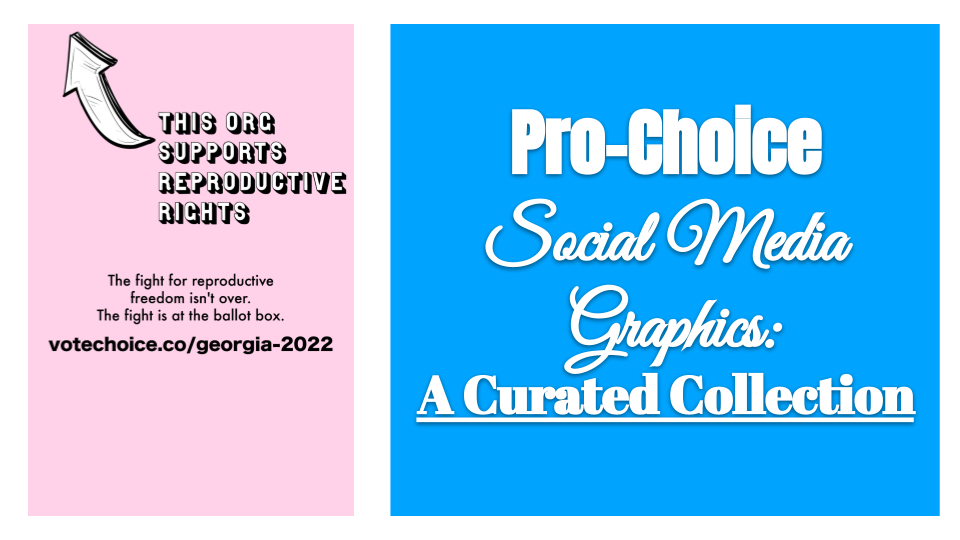 THIS ORG
SUPPORTS
REPRODUCTIVE
RIGHTS
The fight for reproductive
freedom isn't over.
The fight is at the ballot box.
votechoice.co/georgia-2022
Pro-Choice
Social Media
Graphics:
A Curated Collection